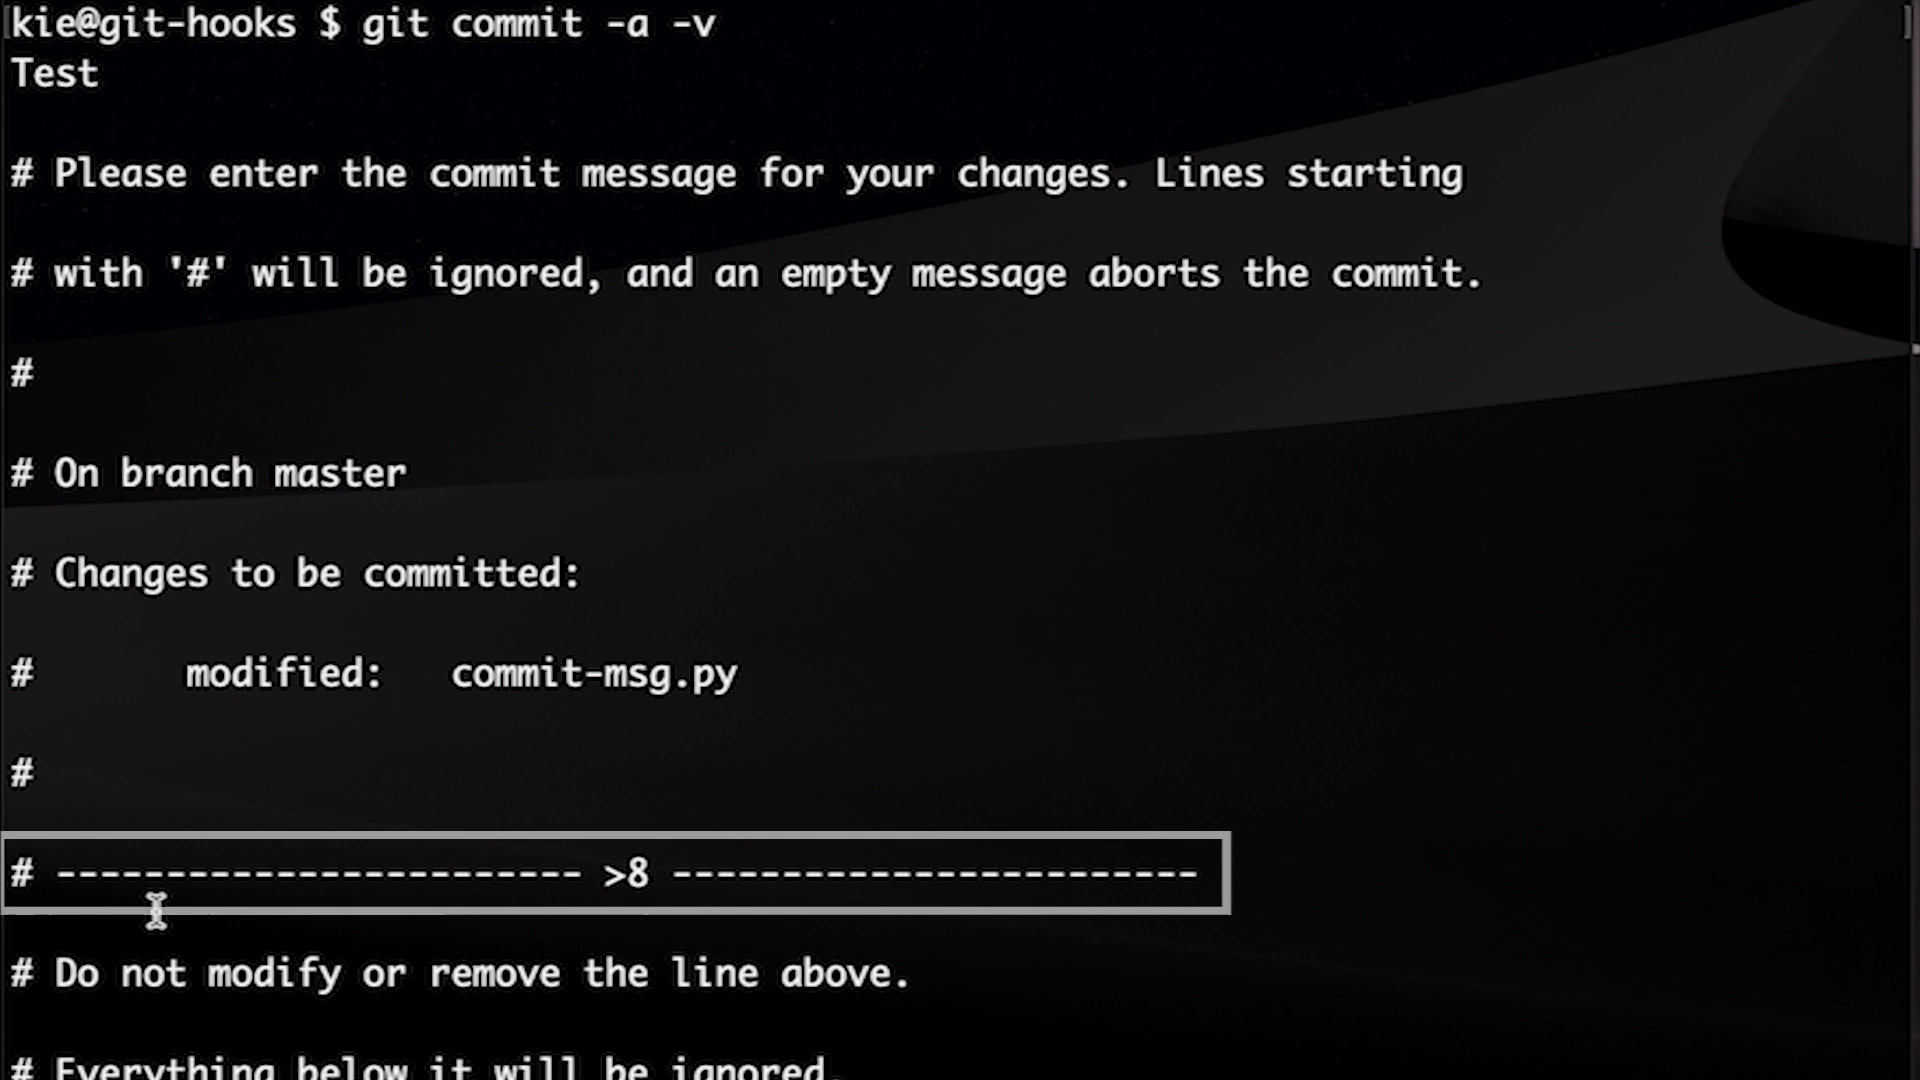 kie@git-hooks $ git commit -a -v
Test
# Please enter the commit message for your changes. Lines starting
# with '#' will be ignored, and an empty message aborts the commit.
#
# On branch master
# Changes to be committed:
#       modified:   commit-msg.py
#
# ------------------------ >8 ------------------------
# Do not modify or remove the line above.
# Everything below it will be ignored.